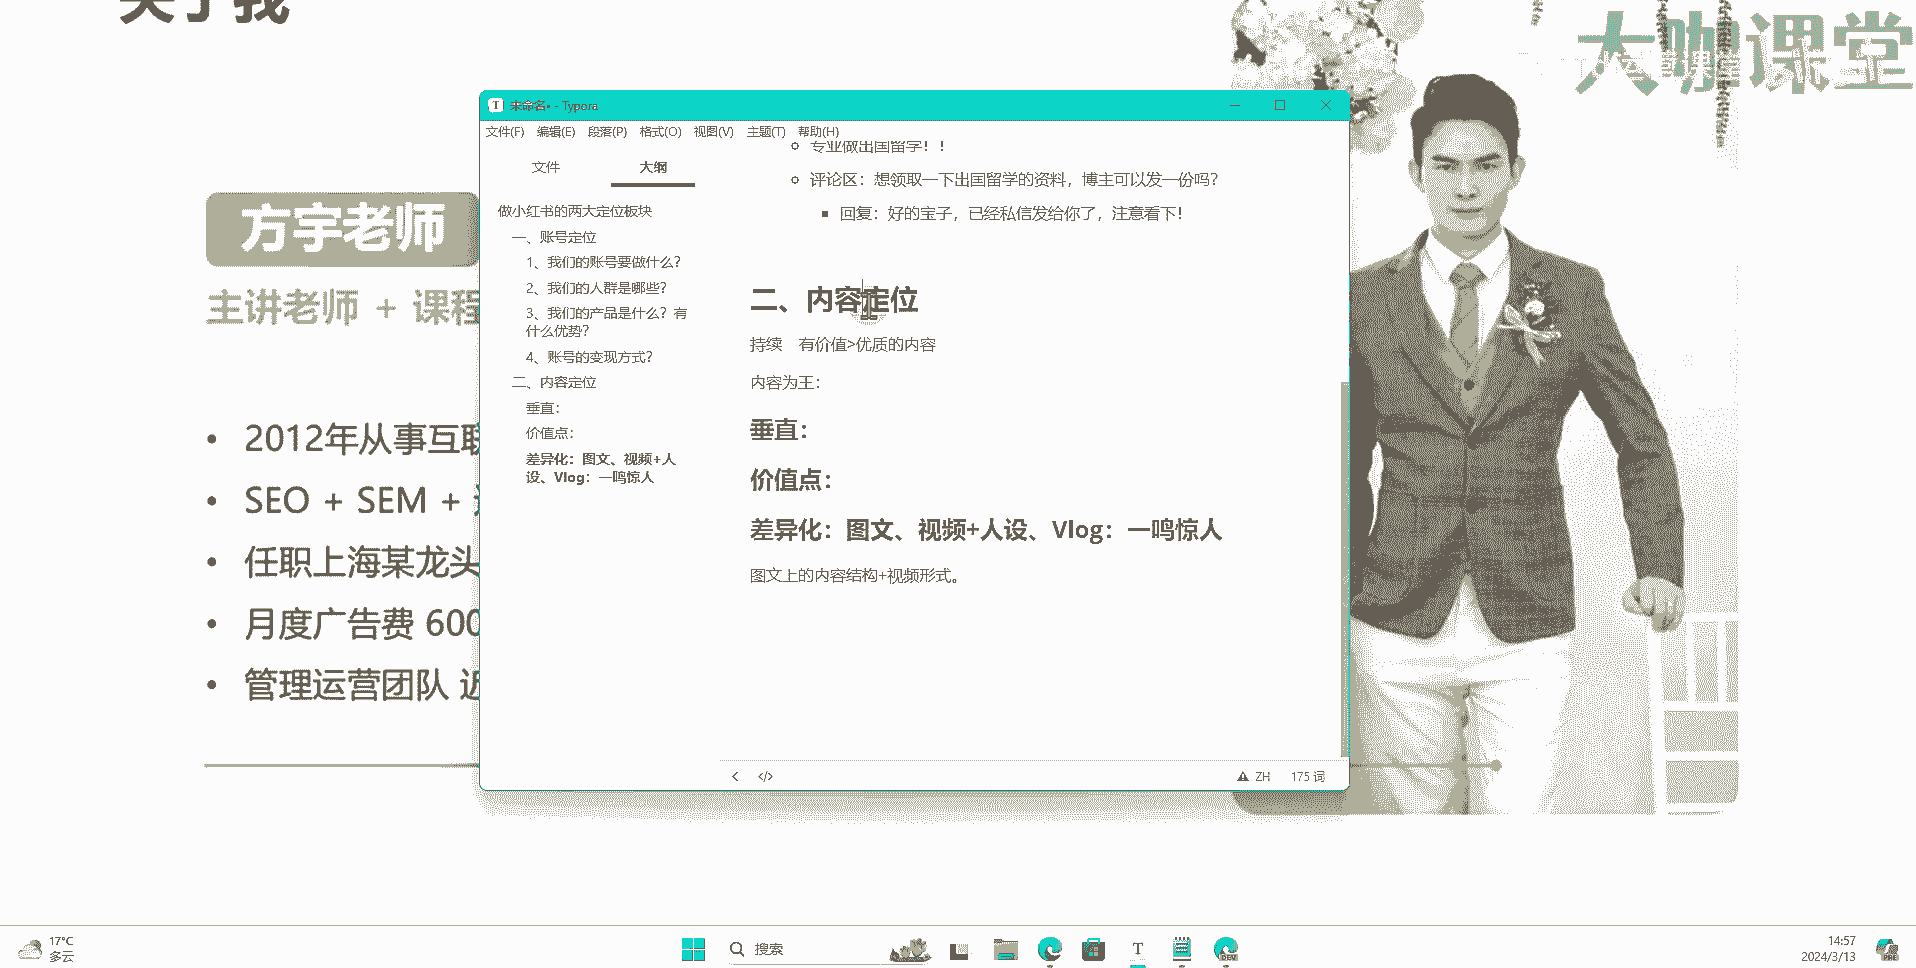 关于我
大咖课堂
方宇老师
主讲老师 + 课程
2012年从事互联
SEO + SEM +
任职上海某龙头
月度广告费 600
管理运营团队 近
未命名• - Typora
文件(F) 编辑(E) 段落(P) 格式(O) 视图(V) 主题(T) 帮助(H)
文件 大纲
做小红书的两大定位板块
一、账号定位
1、我们的账号要做什么？
2、我们的人群是哪些？
3、我们的产品是什么？有
什么优势？
4、账号的变现方式？
二、内容定位
垂直：
价值点：
差异化：图文、视频+人
设、Vlog：一鸣惊人
专业做出国留学！！
评论区：想领取一下出国留学的资料，博主可以发一份吗？
回复：好的宝子，已经私信发给你了，注意看下！
二、内容定位
持续 有价值>优质的内容
内容为王：
垂直：
价值点：
差异化：图文、视频+人设、Vlog：一鸣惊人
图文上的内容结构+视频形式。
ZH 175 词
17°C
多云
搜索
DEV
14:57
2024/3/13
PRE